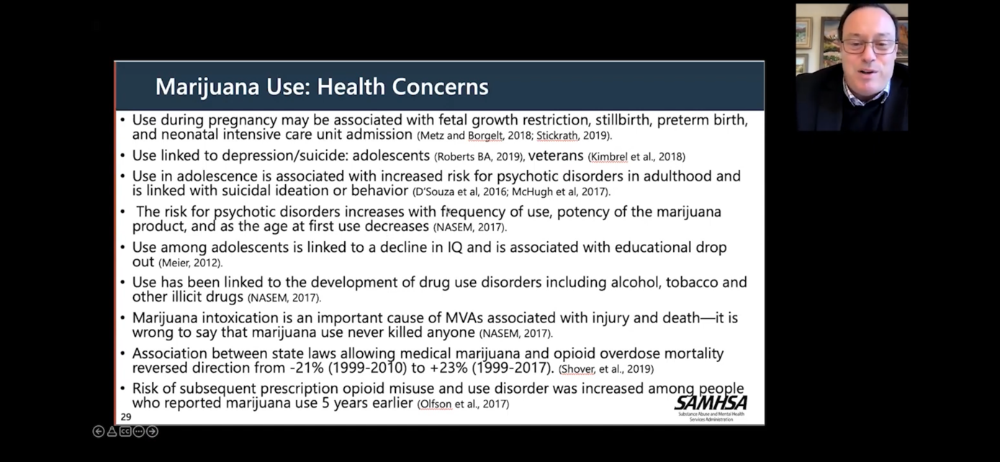 Marijuana Use: Health Concerns
• Use during pregnancy may be associated with fetal growth restriction, stillbirth, preterm birth,
and neonatal intensive care unit admission (Metz and Borgelt, 2018; Stickrath, 2019).
• Use linked to depression/suicide: adolescents (Roberts BA, 2019), veterans (Kimbrel et al., 2018)
• Use in adolescence is associated with increased risk for psychotic disorders in adulthood and
is linked with suicidal ideation or behavior (D'Souza et al, 2016; McHugh et al, 2017).
• The risk for psychotic disorders increases with frequency of use, potency of the marijuana
product, and as the age at first use decreases (NASEM, 2017).
• Use among adolescents is linked to a decline in IQ and is associated with educational drop
out (Meier, 2012).
• Use has been linked to the development of drug use disorders including alcohol, tobacco and
other illicit drugs (NASEM, 2017).
• Marijuana intoxication is an important cause of MVAs associated with injury and death—it is
wrong to say that marijuana use never killed anyone (NASEM, 2017).
• Association between state laws allowing medical marijuana and opioid overdose mortality
reversed direction from -21% (1999-2010) to +23% (1999-2017). (Shover, et al., 2019)
• Risk of subsequent prescription opioid misuse and use disorder was increased among people
who reported marijuana use 5 years earlier (Olfson et al., 2017)
SAMHSA
Substance Abuse and Mental Health
Services Administration
29
CC